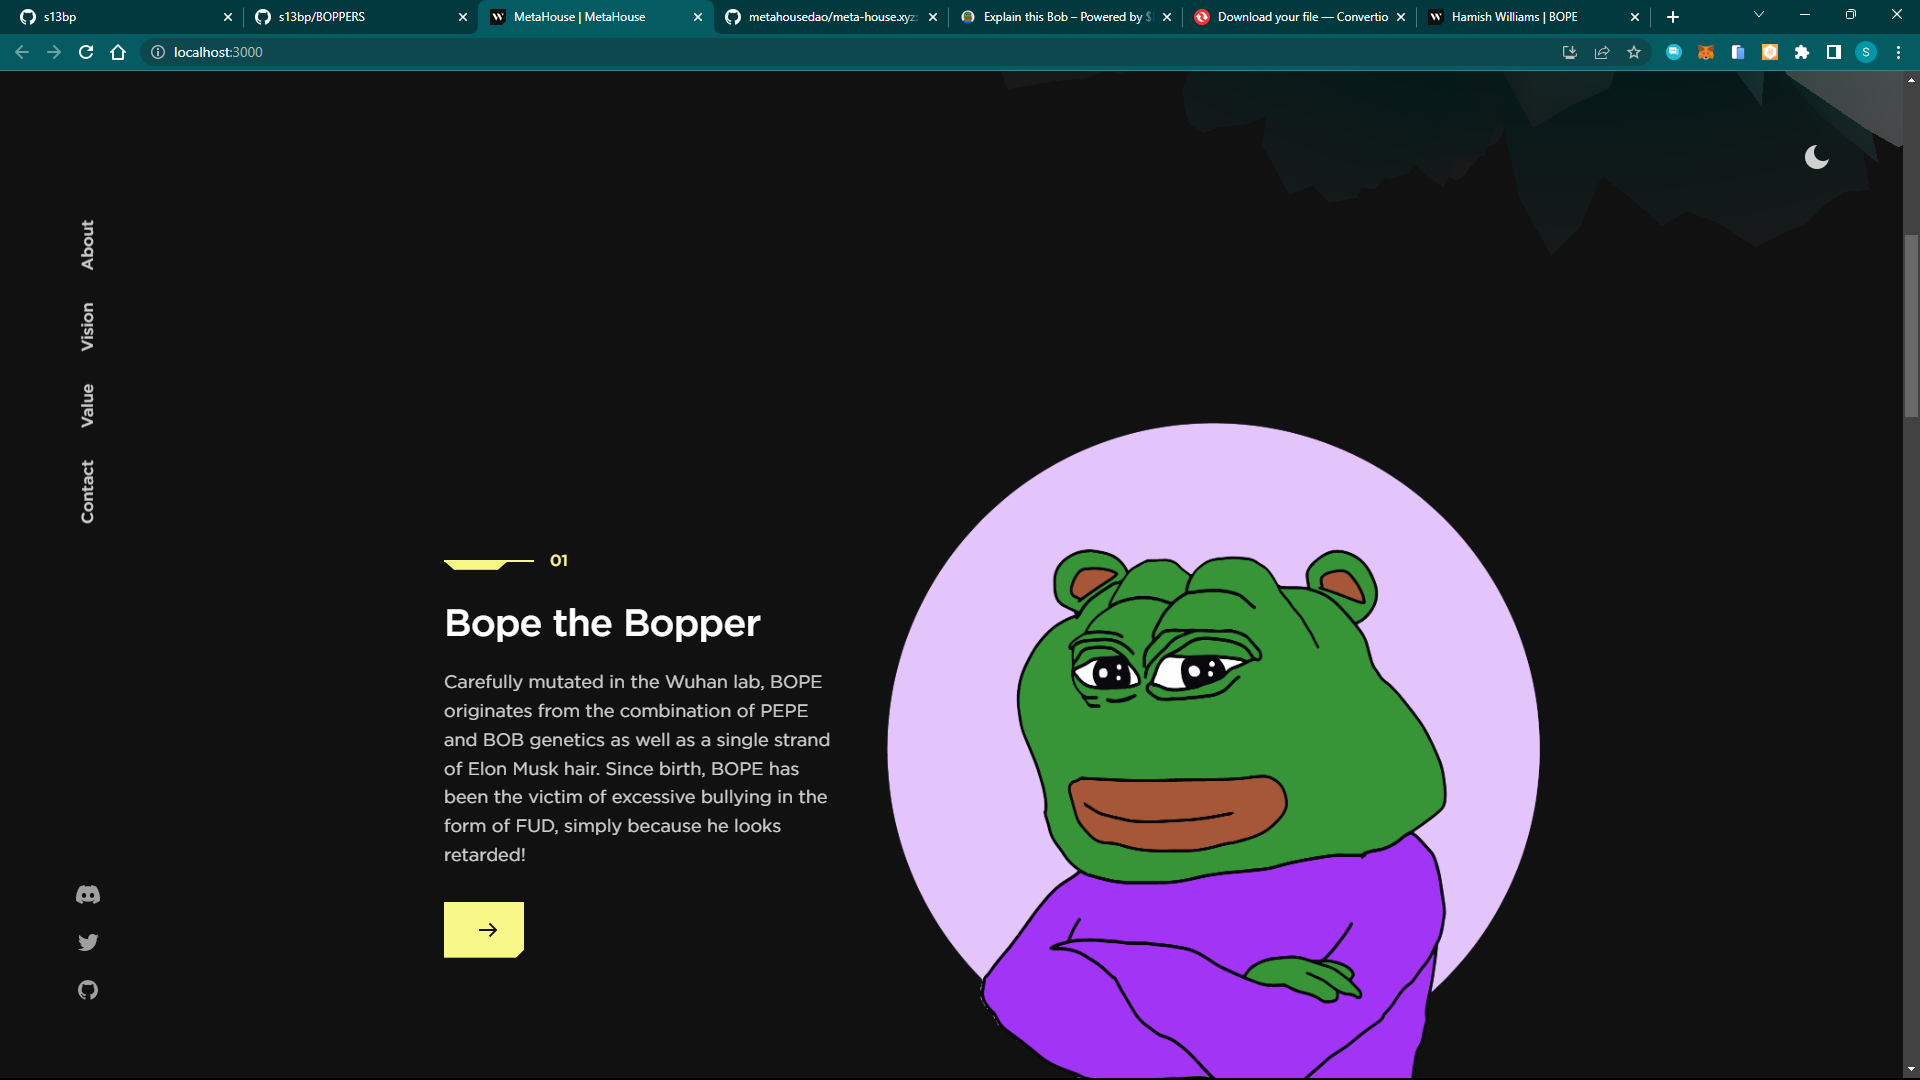 s13bp
s13bp/BOPPERS
MetaHouse | MetaHouse
metahousedao/meta-house.xyz
Explain this Bob – Powered by $
Download your file — Convertio
Hamish Williams | BOPE
localhost:3000
S
About
Vision
Value
Contact
01
Bope the Bopper
Carefully mutated in the Wuhan lab, BOPE
originates from the combination of PEPE
and BOB genetics as well as a single strand
of Elon Musk hair. Since birth, BOPE has
been the victim of excessive bullying in the
form of FUD, simply because he looks
retarded!